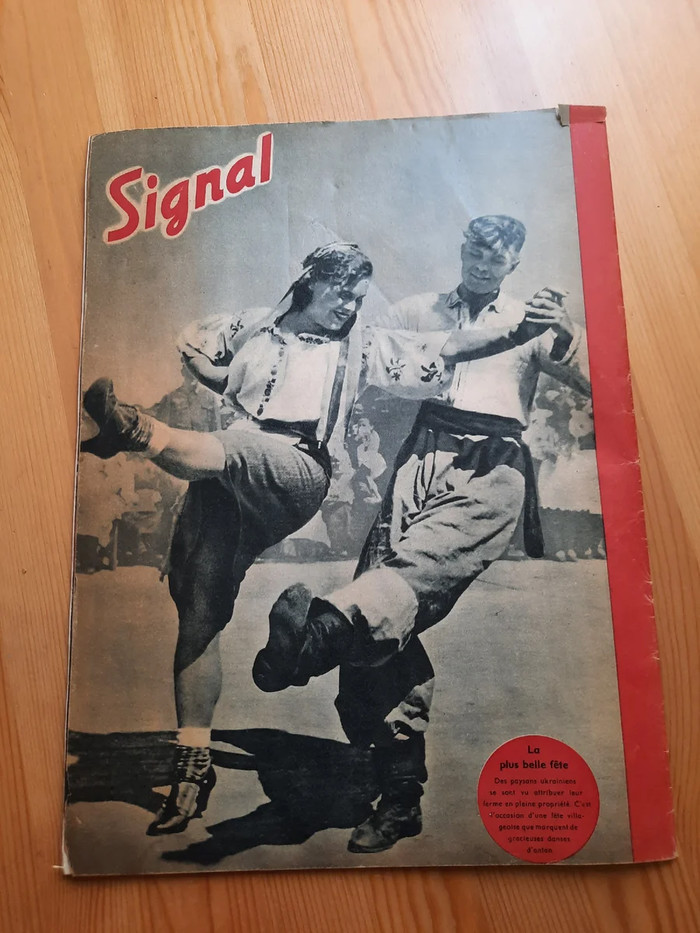 Signal
La
plus belle fête
Des paysans ukrainiens
se sont vu attribuer leur
ferme en pleine propriété. C'est
l'occasion d'une fête villa-
geoise que marquent de
gracieuses danses
d'antan.